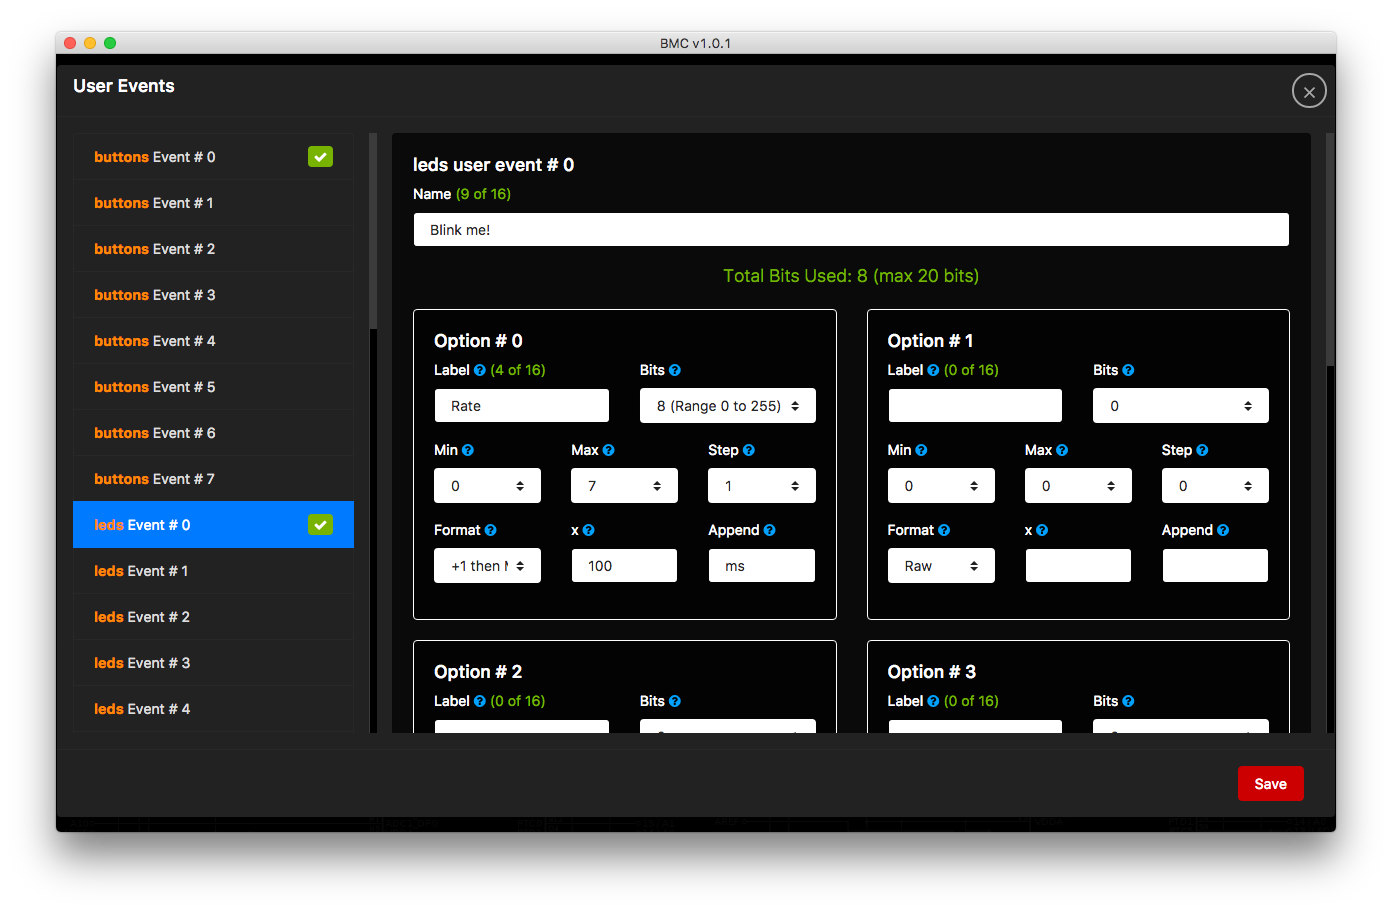 BMC v1.0.1
User Events
buttons Event # 0
buttons Event # 1
buttons Event # 2
buttons Event # 3
buttons Event # 4
buttons Event # 5
buttons Event # 6
buttons Event # 7
leds Event # 0
leds Event # 1
leds Event # 2
leds Event # 3
leds Event # 4
leds user event # 0
Name (9 of 16)
Blink me!
Total Bits Used: 8 (max 20 bits)
Option # 0
Label (4 of 16) Bits
Rate 8 (Range 0 to 255)
Min Max Step
0 7 1
Format x Append
+1 then 100 ms
Option # 1
Label (0 of 16) Bits
0
Min Max Step
0 0 0
Format x Append
Raw
Option # 2
Label (0 of 16) Bits
Option # 3
Label (0 of 16) Bits
Save